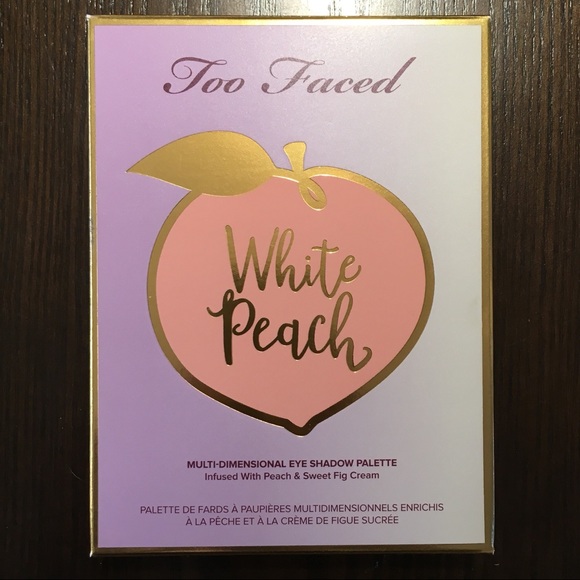 Too Faced
White
Peach
MULTI-DIMENSIONAL EYE SHADOW PALETTE
Infused With Peach & Sweet Fig Cream
PALETTE DE FARDS À PAUPIÈRES MULTIDIMENSIONNELS ENRICHIS
À LA PÊCHE ET À LA CRÈME DE FIGUE SUCRÉE